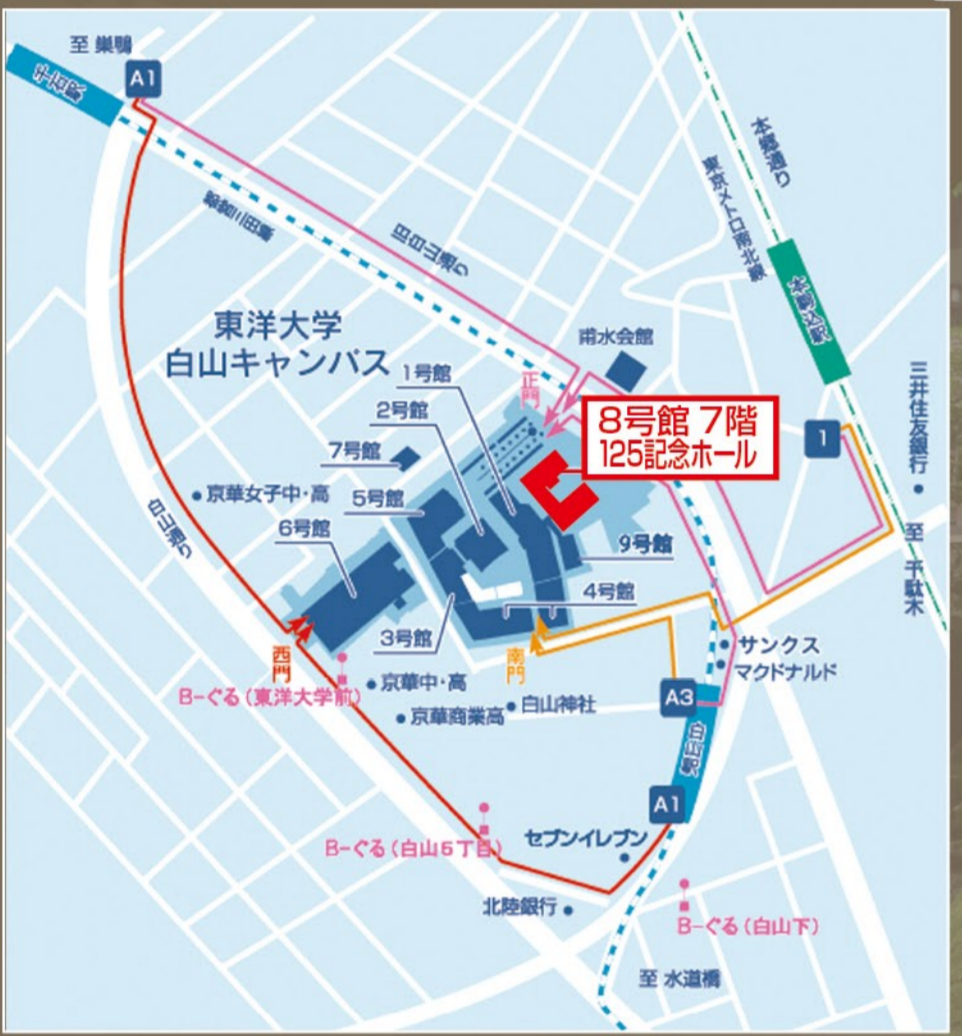 至 巣鴨
A1
千石駅
本郷通り
東京メトロ南北線
都営三田線
旧白山通り
本駒込駅
東洋大学
白山キャンパス
甫水会館
1号館
正門
三井住友銀行
2号館
8号館 7階
125記念ホール
1
7号館
京華女子中・高
5号館
白山通り
6号館
至 千駄木
9号館
4号館
3号館
サンクス
西門
南門
マクドナルド
B-ぐる(東洋大学前)
京華中・高
白山神社
A3
京華商業高
白山駅
A1
セブンイレブン
B-ぐる(白山5丁目)
北陸銀行
B-ぐる(白山下)
至 水道橋